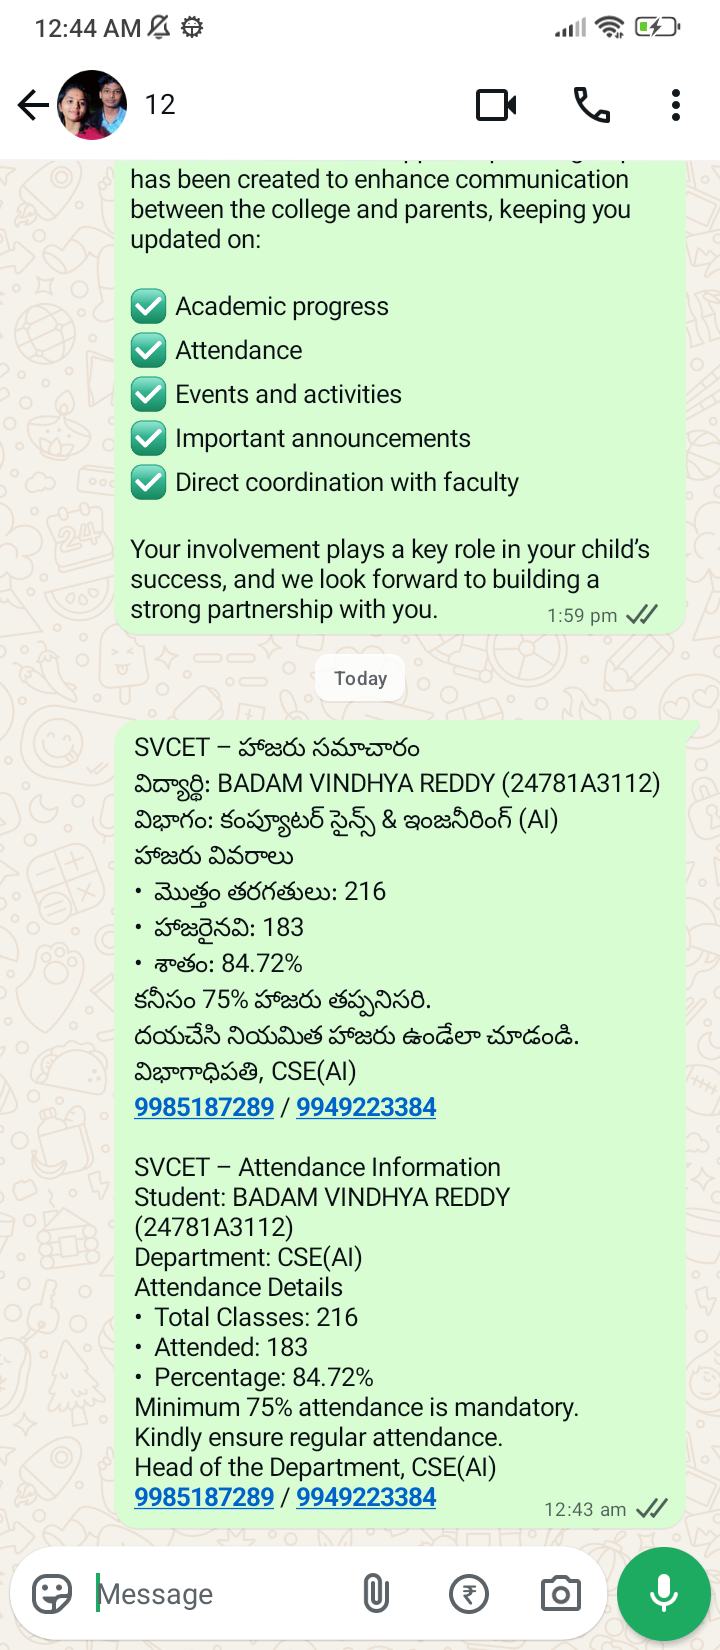 12:44 AM
12
has been created to enhance communication
between the college and parents, keeping you
updated on:
✅ Academic progress
✅ Attendance
✅ Events and activities
✅ Important announcements
✅ Direct coordination with faculty
Your involvement plays a key role in your child’s
success, and we look forward to building a
strong partnership with you. 1:59 pm
Today
SVCET – హాజరు సమాచారం
విద్యార్థి: BADAM VINDHYA REDDY (24781A3112)
విభాగం: కంప్యూటర్ సైన్స్ & ఇంజనీరింగ్ (AI)
హాజరు వివరాలు
• మొత్తం తరగతులు: 216
• హాజరైనవి: 183
• శాతం: 84.72%
కనీసం 75% హాజరు తప్పనిసరి.
దయచేసి నియమిత హాజరు ఉండేలా చూడండి.
విభాగాధిపతి, CSE(AI)
9985187289 / 9949223384
SVCET – Attendance Information
Student: BADAM VINDHYA REDDY
(24781A3112)
Department: CSE(AI)
Attendance Details
• Total Classes: 216
• Attended: 183
• Percentage: 84.72%
Minimum 75% attendance is mandatory.
Kindly ensure regular attendance.
Head of the Department, CSE(AI)
9985187289 / 9949223384 12:43 am
Message